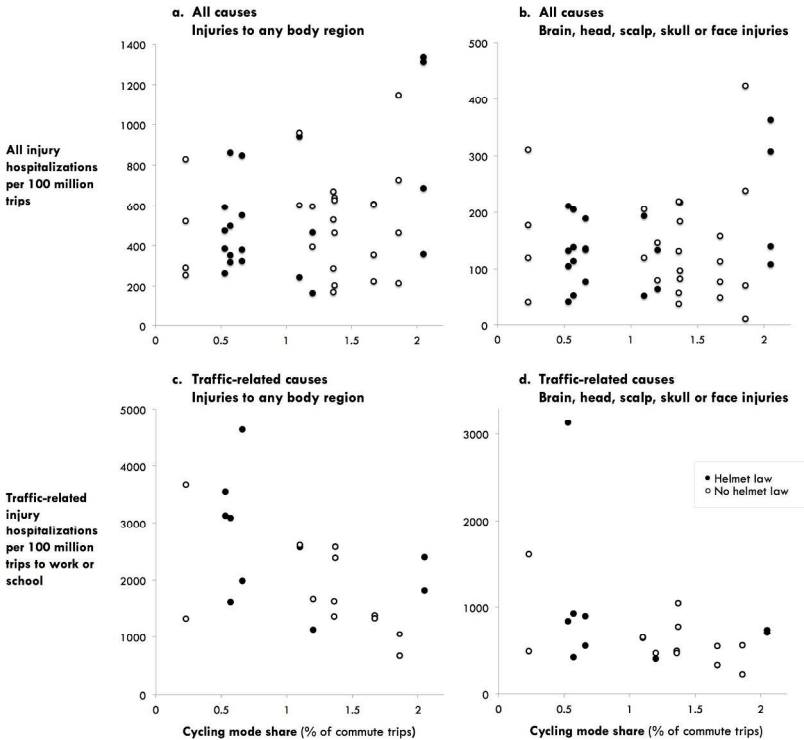 a. All causes
Injuries to any body region
b. All causes
Brain, head, scalp, skull or face injuries
All injury
hospitalizations
per 100 million
trips
1400
1200
1000
800
600
400
200
0
0
0.5
1
1.5
2
500
400
300
200
100
0
0
0.5
1
1.5
2
c. Traffic-related causes
Injuries to any body region
d. Traffic-related causes
Brain, head, scalp, skull or face injuries
Traffic-related
injury
hospitalizations
per 100 million
trips to work or
school
5000
4000
3000
2000
1000
0
0
0.5
1
1.5
2
Cycling mode share (% of commute trips)
3000
2000
1000
0
Helmet law
No helmet law
0
0.5
1
1.5
2
Cycling mode share (% of commute trips)